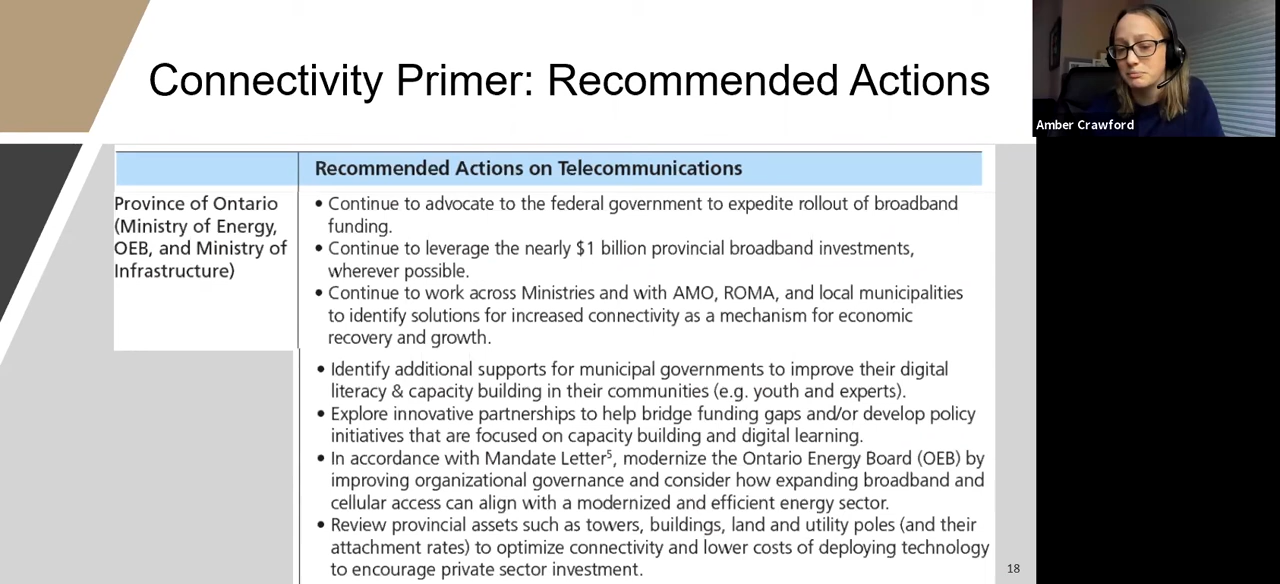 Connectivity Primer: Recommended Actions
Amber Crawford
Recommended Actions on Telecommunications
Province of Ontario
(Ministry of Energy,
OEB, and Ministry of
Infrastructure)
• Continue to advocate to the federal government to expedite rollout of broadband
funding.
• Continue to leverage the nearly $1 billion provincial broadband investments,
wherever possible.
• Continue to work across Ministries and with AMO, ROMA, and local municipalities
to identify solutions for increased connectivity as a mechanism for economic
recovery and growth.
• Identify additional supports for municipal governments to improve their digital
literacy & capacity building in their communities (e.g. youth and experts).
• Explore innovative partnerships to help bridge funding gaps and/or develop policy
initiatives that are focused on capacity building and digital learning.
• In accordance with Mandate Letter⁵, modernize the Ontario Energy Board (OEB) by
improving organizational governance and consider how expanding broadband and
cellular access can align with a modernized and efficient energy sector.
• Review provincial assets such as towers, buildings, land and utility poles (and their
attachment rates) to optimize connectivity and lower costs of deploying technology
to encourage private sector investment.
18